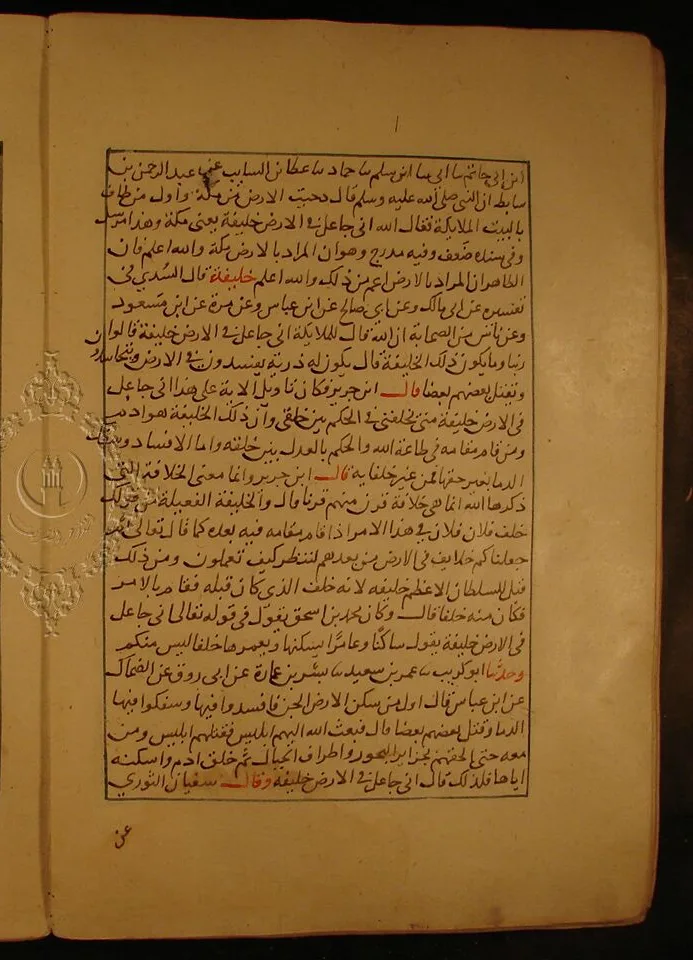 ابن ابي حاتم ثنا ابي ثنا ابو سلمه ثنا حماد ثنا عطا بن السايب عن عبد الرحمن بن
سابط ان النبي صلى الله عليه وسلم قال دحيت الارض من مكة واول من طاف
بالبيت الملايكة فقال الله اني جاعل في الارض خليفة يعني مكة وهذا مرسل
وفي سنده ضعف وفيه مدرج وهو ان المراد بالارض مكة والله اعلم فان
الظاهر ان المراد بالارض اعم من ذلك والله اعلم خليفة قال السدي في
تفسيره عن ابي مالك وعن ابي صالح عن ابن عباس وعن مرة عن ابن مسعود
وعن ناس من الصحابة ان الله قال للملايكة اني جاعل في الارض خليفة قالوا
ربنا وما يكون ذلك الخليفة قال يكون له ذرية يفسدون في الارض ويتحاسدون
ويقتل بعضهم بعضا قال ابن جرير فكان تاويل الاية على هذا اني جاعل
في الارض خليفة مني يخلفني في الحكم بين خلقي وان ذلك الخليفة هو ادم
ومن قام مقامه في طاعة الله والحكم بالعدل بين خلقه واما الافساد وسفك
الدما بغير حقها فمن غير خلفايه قال ابن جرير وانما معنى الخلافة التي
ذكرها الله انما هي خلافة قرن منهم قرنا قال والخليفة الفعيلة من قولك
خلف فلان فلان في هذا الامر اذا قام مقامه فيه بعده كما قال تعالى ثم
جعلناكم خلايف في الارض من بعدهم لننظر كيف تعملون ومن ذلك
قيل للسلطان الاعظم خليفه لانه خلف الذي كان قبله فقام بالامر
فكان منه خلفا قال وكان محمد بن اسحق يقول في قوله تعالى اني جاعل
في الارض خليفة يقول ساكنا وعامرا يسكنها ويعمرها خلفا ليس منكم
وحدثنا ابو كريب ثنا عمر بن سعيد ثنا بشر بن عمارة عن ابي روق عن الضحاك
عن ابن عباس قال اول من سكن الارض الجن فافسدوا فيها وسفكوا فيها
الدما وقتل بعضهم بعضا قال فبعث الله اليهم ابليس فقتلهم ابليس ومن
معه حتى الحقهم بجزاير البحور واطراف الجبال ثم خلق ادم واسكنه
اياها فلذلك قال اني جاعل في الارض خليفه وقال سفيان الثوري
عن